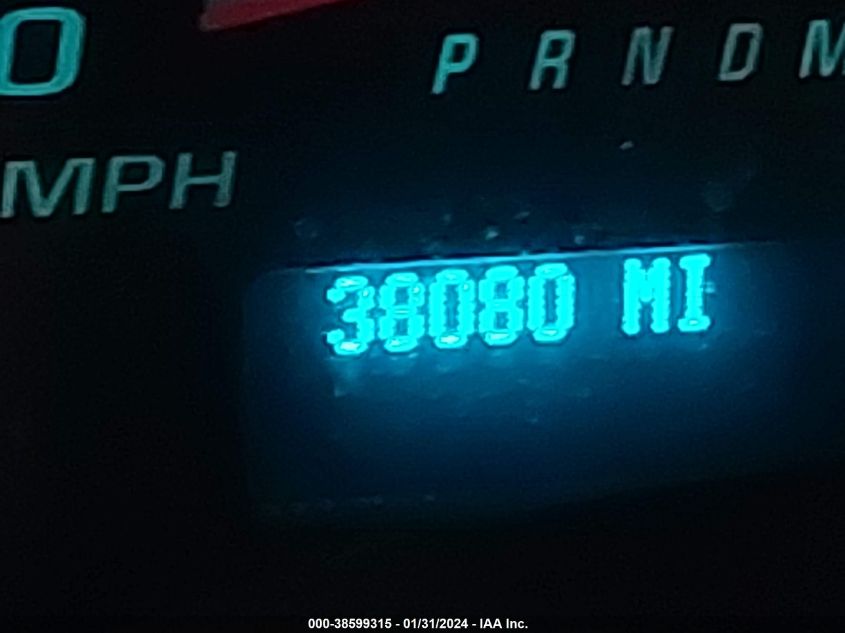 0
P R N D M
MPH
38080 MI
000-38599315 - 01/31/2024 - IAA Inc.